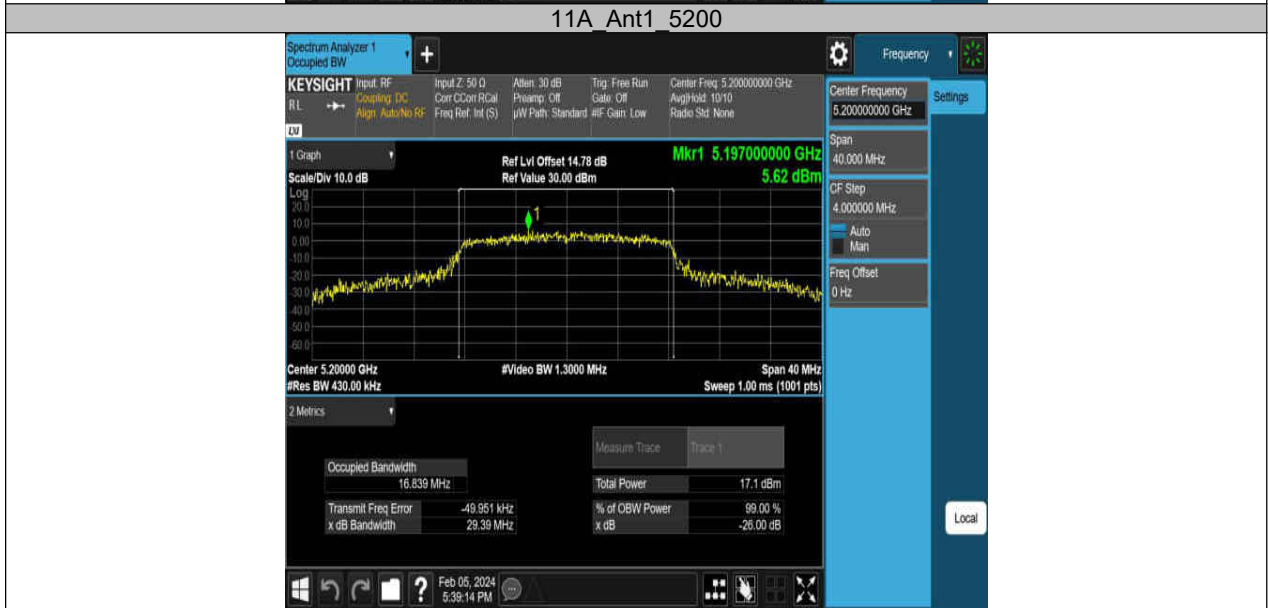 11A_Ant1_5200
Spectrum Analyzer 1
Occupied BW
+
Frequency
KEYSIGHT
RL
LXI
Input: RF
Coupling: DC
Align: Auto/No RF
Input Z: 50 Ω
Corr CCorr RCal
Freq Ref: Int (S)
Atten: 30 dB
Preamp: Off
µW Path: Standard
Trig: Free Run
Gate: Off
#IF Gain: Low
Center Freq: 5.200000000 GHz
Avg|Hold: 10/10
Radio Std: None
Center Frequency
5.200000000 GHz
Settings
Span
40.000 MHz
CF Step
4.000000 MHz
Auto
Man
Freq Offset
0 Hz
1 Graph
Scale/Div 10.0 dB
Ref Lvl Offset 14.78 dB
Ref Value 30.00 dBm
Mkr1 5.197000000 GHz
5.62 dBm
Log
20.0
10.0
0.00
-10.0
-20.0
-30.0
-40.0
-50.0
-60.0
1
Center 5.20000 GHz
#Res BW 430.00 kHz
#Video BW 1.3000 MHz
Span 40 MHz
Sweep 1.00 ms (1001 pts)
2 Metrics
Measure Trace
Trace 1
Occupied Bandwidth
16.839 MHz
Total Power
17.1 dBm
Transmit Freq Error
-49.951 kHz
% of OBW Power
99.00 %
x dB Bandwidth
29.39 MHz
x dB
-26.00 dB
Local
?
Feb 05, 2024
5:39:14 PM